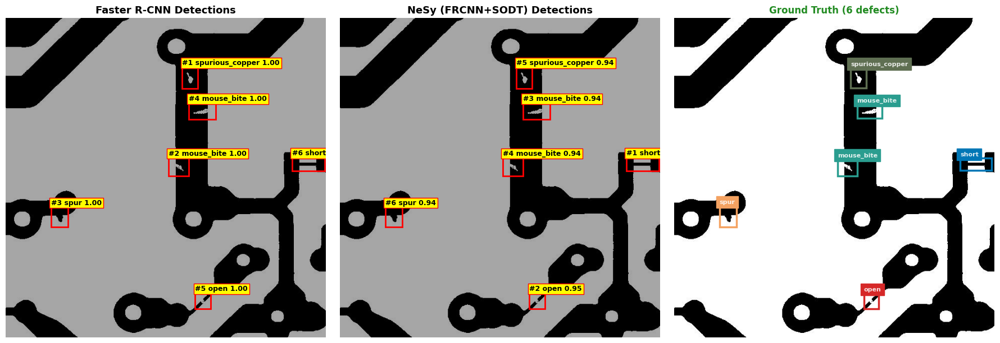 Faster R-CNN Detections
#1 spurious_copper 1.00
#4 mouse_bite 1.00
#2 mouse_bite 1.00
#6 short
#3 spur 1.00
#5 open 1.00
NeSy (FRCNN+SODT) Detections
#5 spurious_copper 0.94
#3 mouse_bite 0.94
#4 mouse_bite 0.94
#1 short
#6 spur 0.94
#2 open 0.95
Ground Truth (6 defects)
spurious_copper
mouse_bite
mouse_bite
short
spur
open